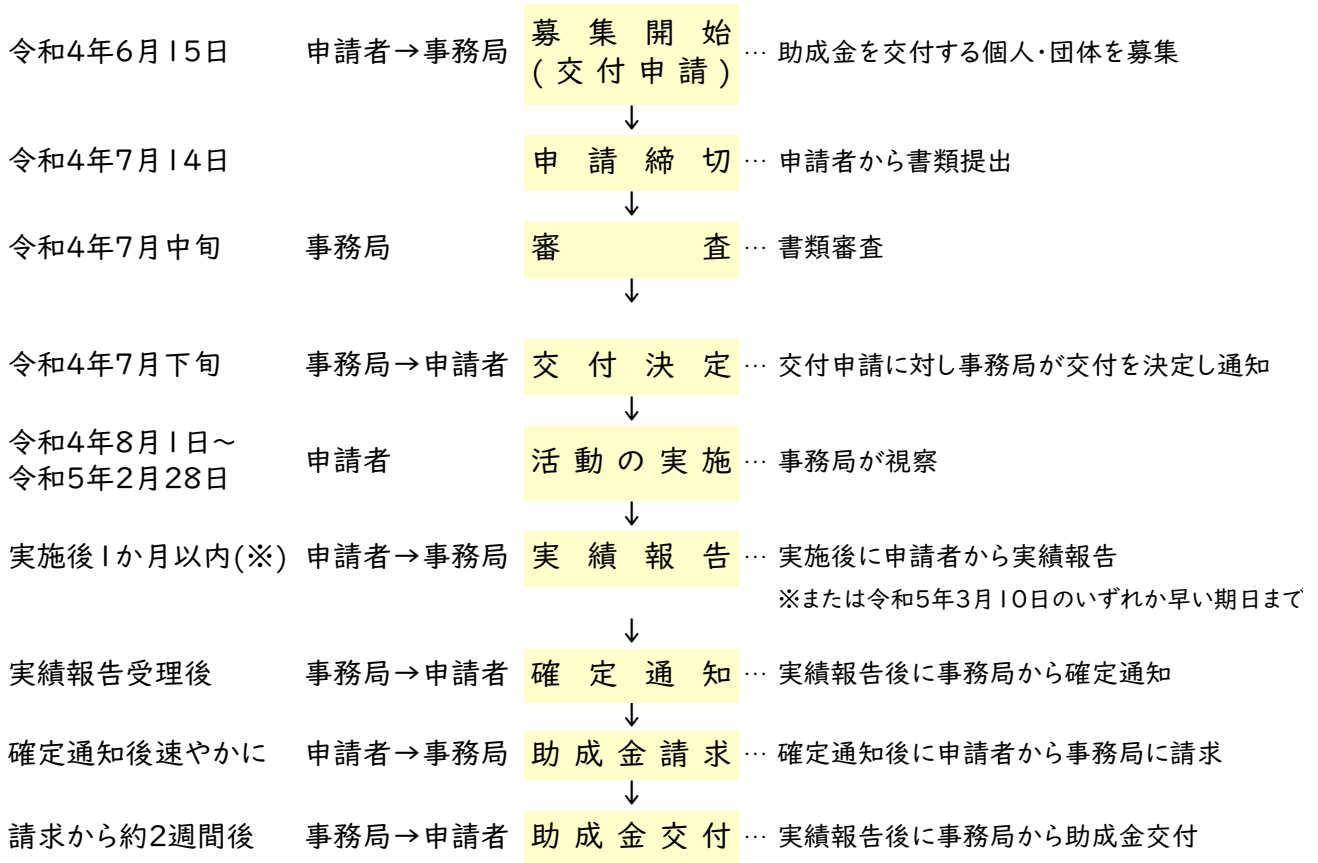 令和4年6月15日 申請者→事務局 募集開始 … 助成金を交付する個人・団体を募集
(交付申請)
↓
令和4年7月14日 申請締切 … 申請者から書類提出
↓
令和4年7月中旬 事務局 審査 … 書類審査
↓
令和4年7月下旬 事務局→申請者 交付決定 … 交付申請に対し事務局が交付を決定し通知
↓
令和4年8月1日～
令和5年2月28日 申請者 活動の実施 … 事務局が視察
↓
実施後1か月以内(※) 申請者→事務局 実績報告 … 実施後に申請者から実績報告
※または令和5年3月10日のいずれか早い期日まで
↓
実績報告受理後 事務局→申請者 確定通知 … 実績報告後に事務局から確定通知
↓
確定通知後速やかに 申請者→事務局 助成金請求 … 確定通知後に申請者から事務局に請求
↓
請求から約2週間後 事務局→申請者 助成金交付 … 実績報告後に事務局から助成金交付